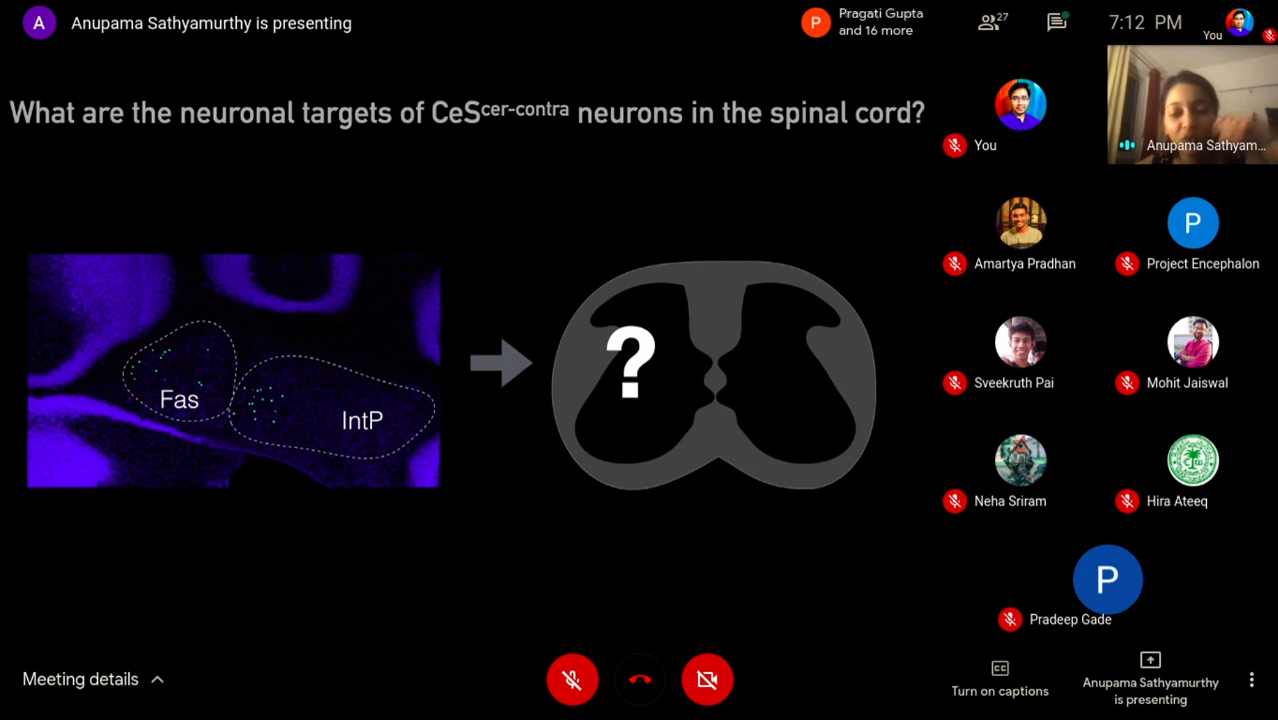 A Anupama Sathyamurthy is presenting
P Pragati Gupta
and 16 more
27
7:12 PM
You
What are the neuronal targets of CeScer-contra neurons in the spinal cord?
You
Anupama Sathyam...
Amartya Pradhan
P
Project Encephalon
Fas
IntP
?
Sveekruth Pai
Mohit Jaiswal
Neha Sriram
Hira Ateeq
P
Pradeep Gade
Meeting details
CC
Turn on captions
Anupama Sathyamurthy
is presenting